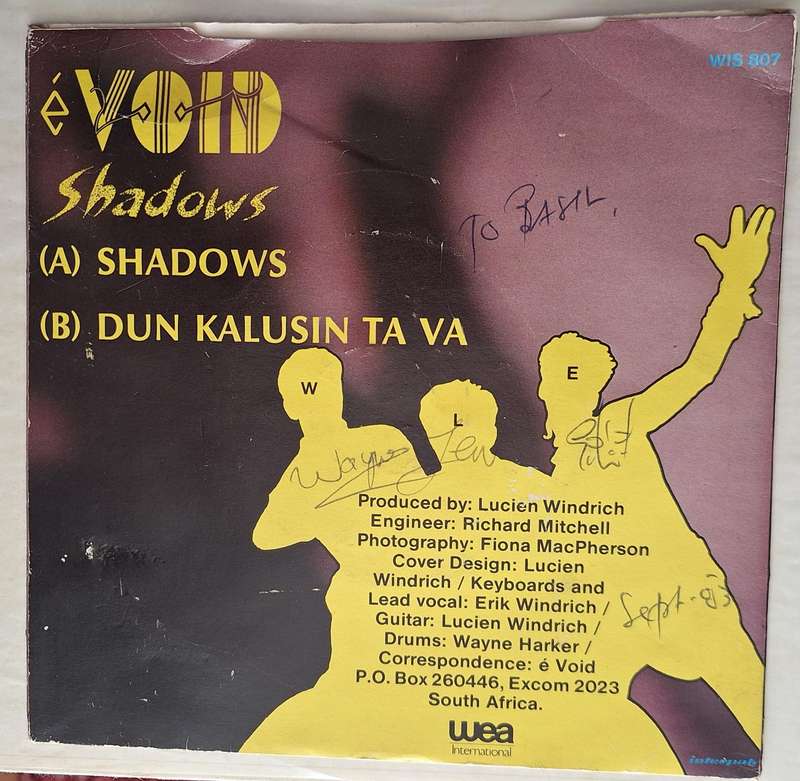 WIS 807
é VOID
Shadows
(A) SHADOWS
TO BASIL,
(B) DUN KALUSIN TA VA
W
L
E
Wayne
Produced by: Lucien Windrich
Engineer: Richard Mitchell
Photography: Fiona MacPherson
Cover Design: Lucien
Windrich / Keyboards and
Lead vocal: Erik Windrich /
Guitar: Lucien Windrich /
Drums: Wayne Harker /
Correspondence: é Void
P.O. Box 260446, Excom 2023
South Africa.
Sept. 83
wea
International